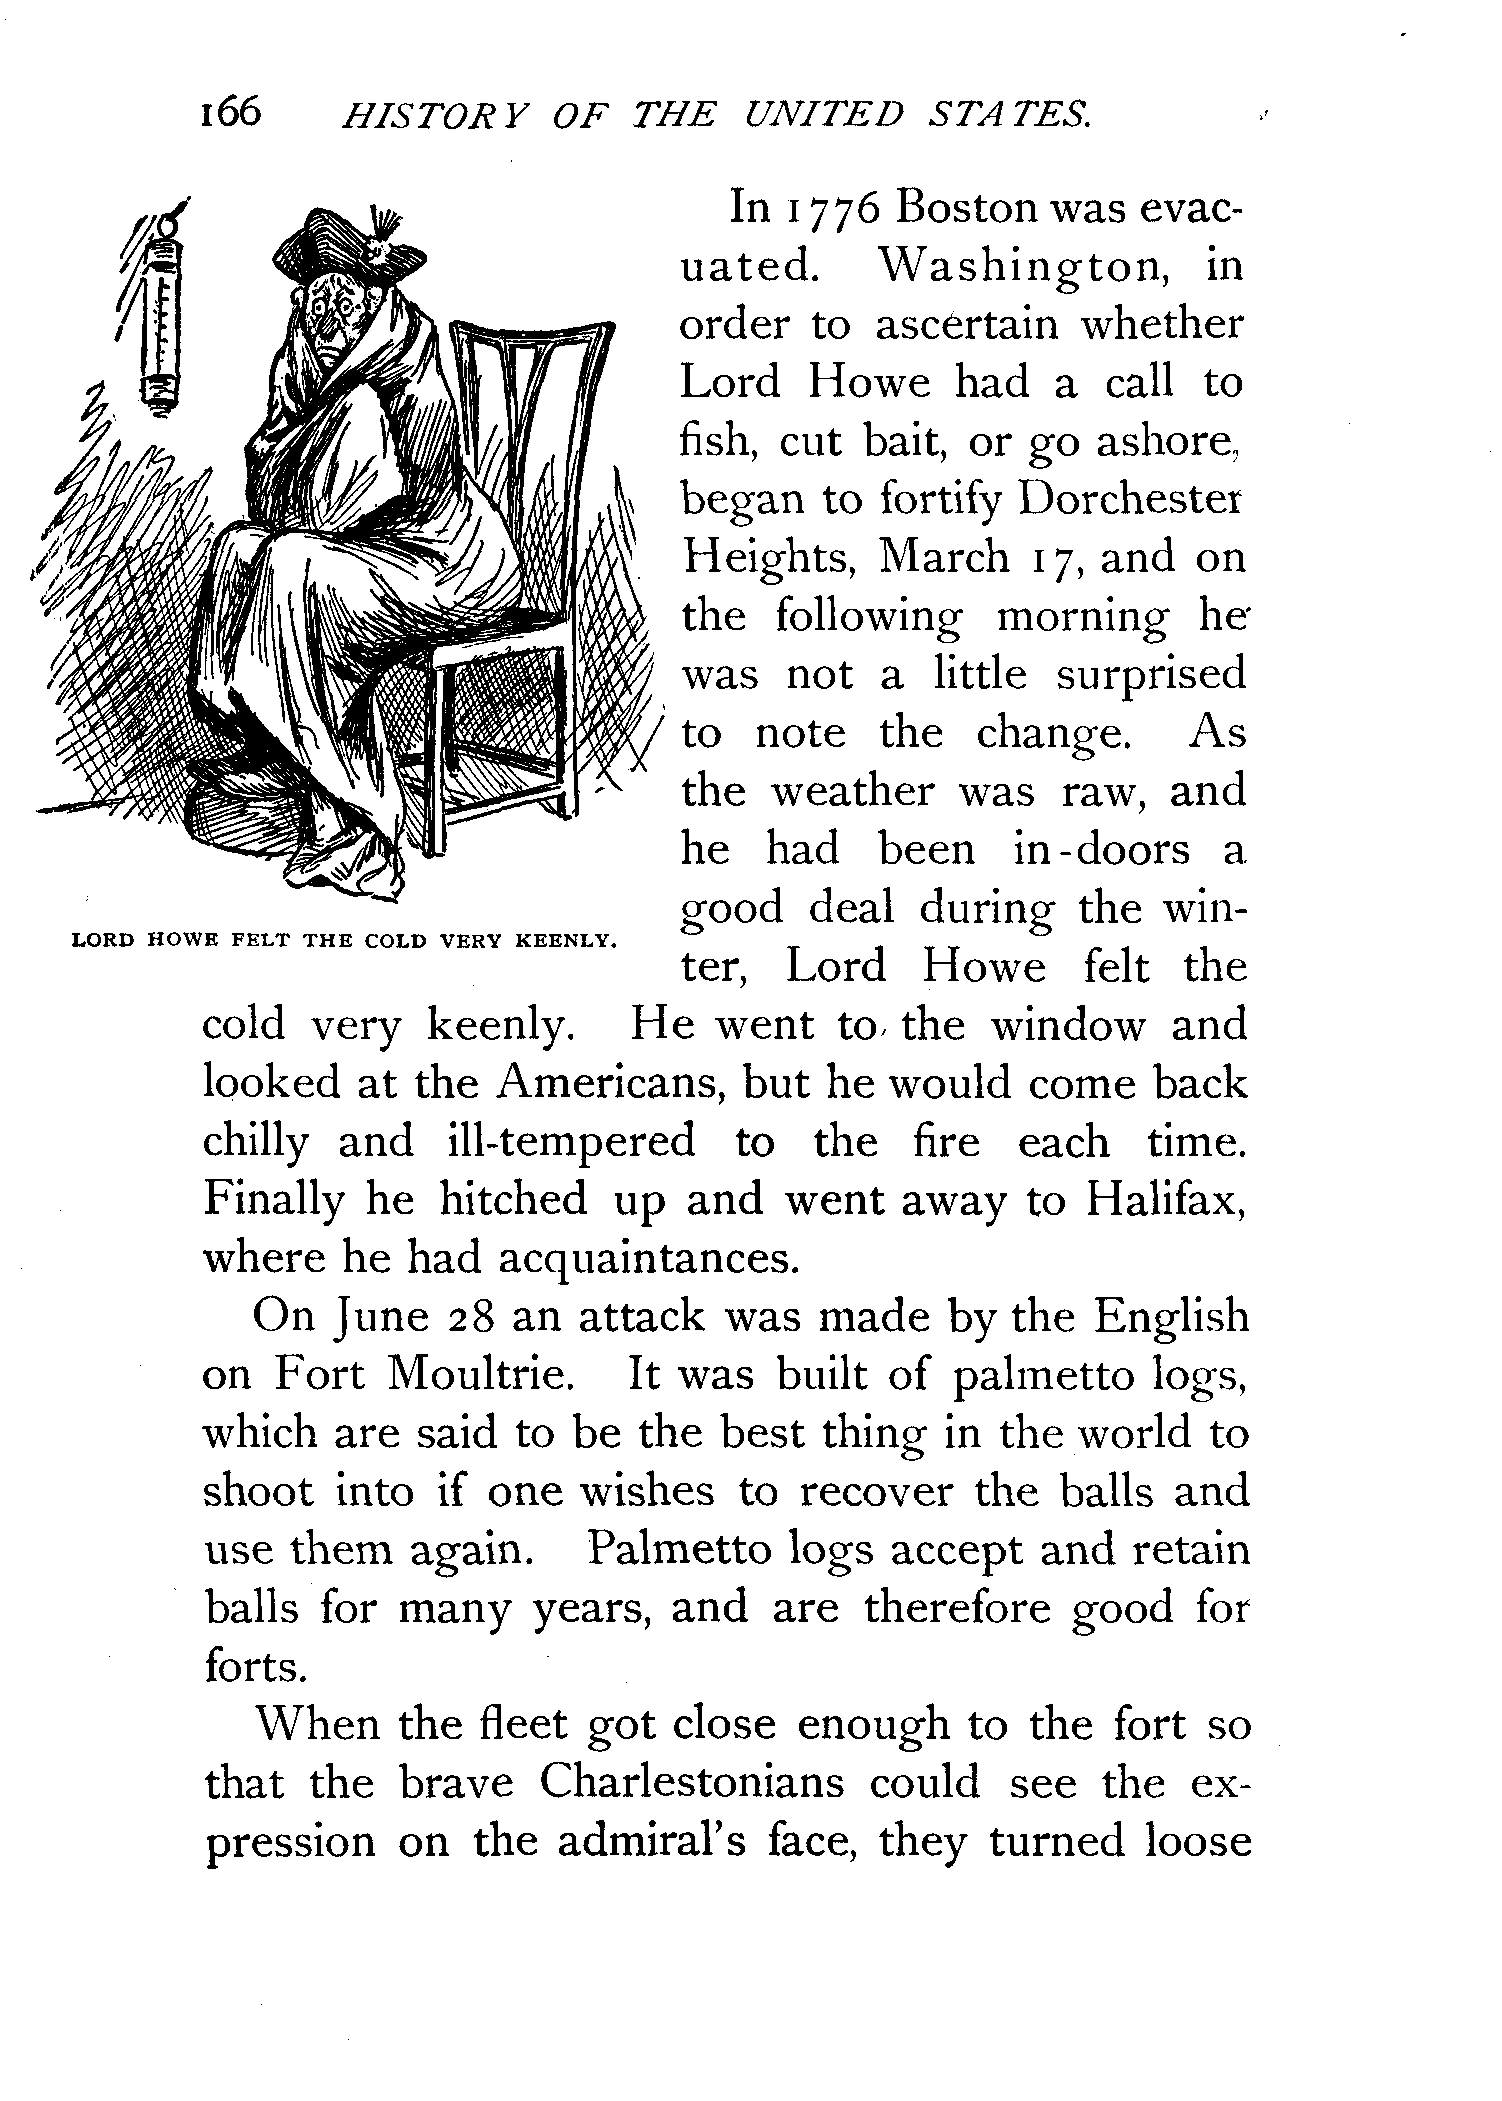 166 HISTORY OF THE UNITED STATES.
In 1776 Boston was evac-
uated. Washington, in
order to ascertain whether
Lord Howe had a call to
fish, cut bait, or go ashore,
began to fortify Dorchester
Heights, March 17, and on
the following morning he
was not a little surprised
to note the change. As
the weather was raw, and
he had been in-doors a
good deal during the win-
LORD HOWE FELT THE COLD VERY KEENLY.
ter, Lord Howe felt the
cold very keenly. He went to the window and
looked at the Americans, but he would come back
chilly and ill-tempered to the fire each time.
Finally he hitched up and went away to Halifax,
where he had acquaintances.
On June 28 an attack was made by the English
on Fort Moultrie. It was built of palmetto logs,
which are said to be the best thing in the world to
shoot into if one wishes to recover the balls and
use them again. Palmetto logs accept and retain
balls for many years, and are therefore good for
forts.
When the fleet got close enough to the fort so
that the brave Charlestonians could see the ex-
pression on the admiral's face, they turned loose